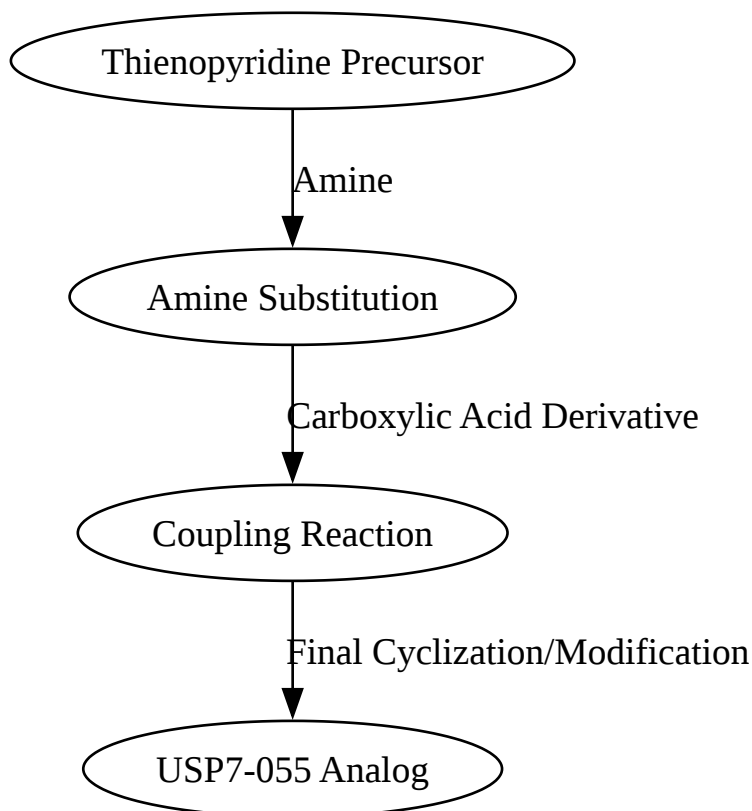 Thienopyridine Precursor
Amine
Amine Substitution
Carboxylic Acid Derivative
Coupling Reaction
Final Cyclization/Modification
USP7-055 Analog